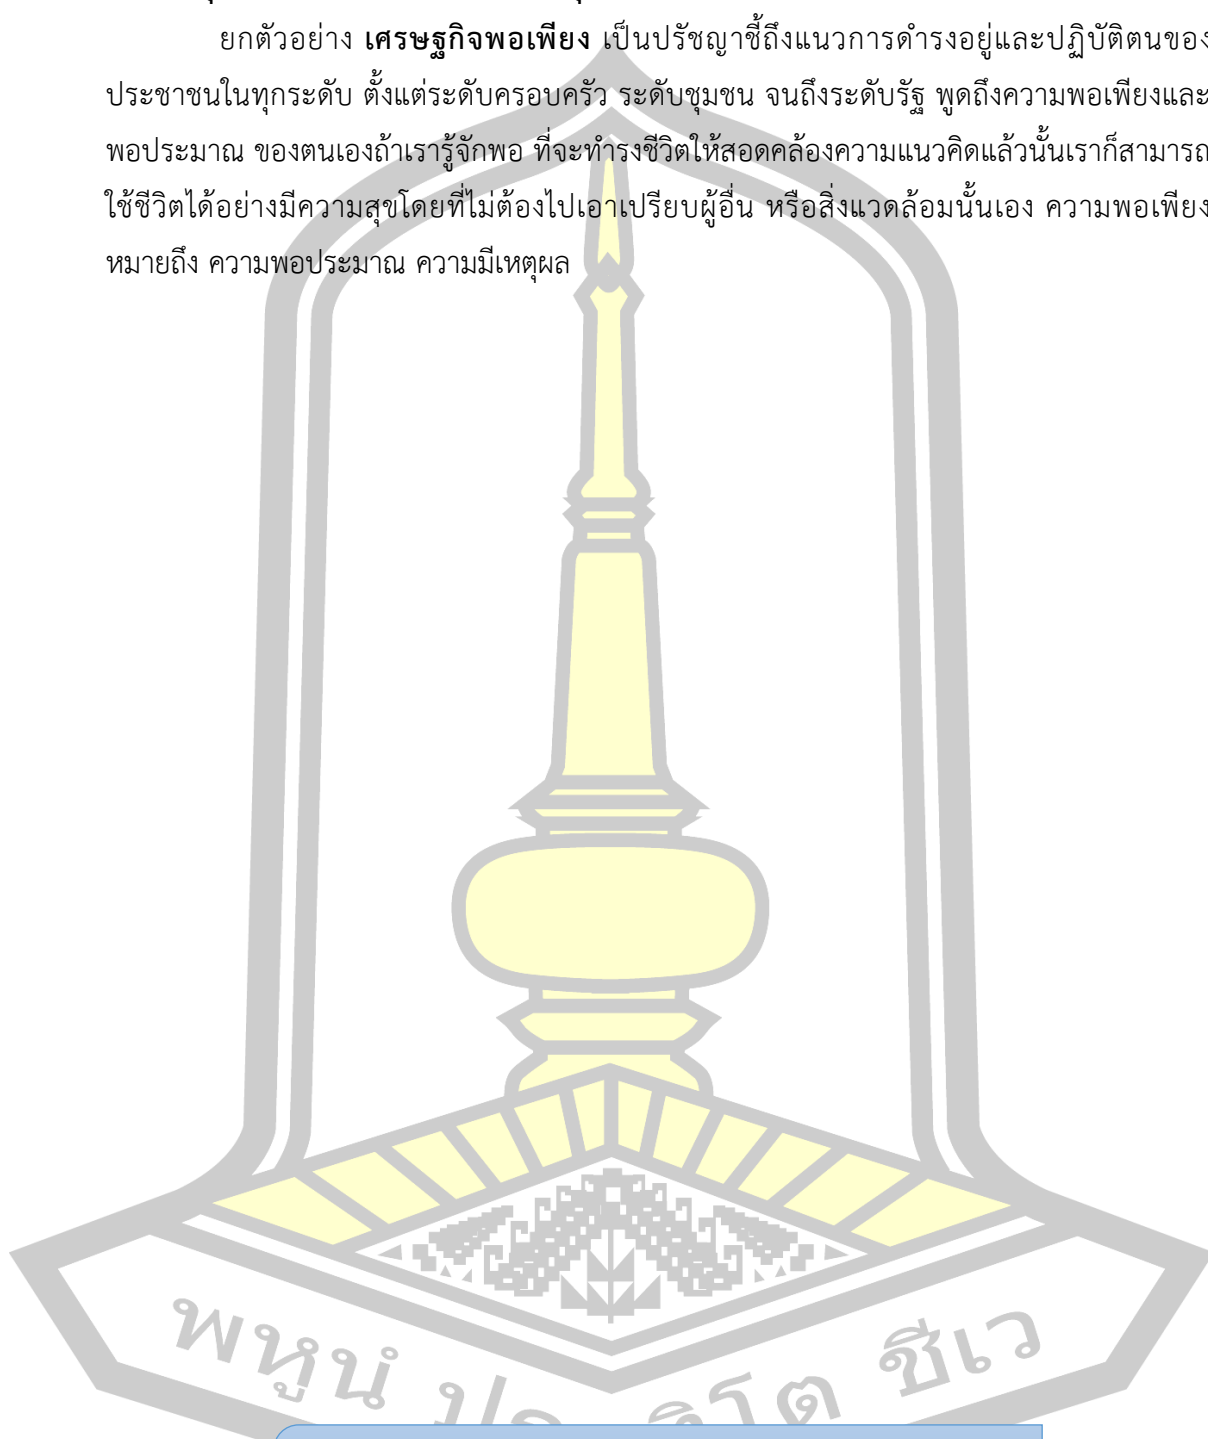 ยกตัวอย่าง เศรษฐกิจพอเพียง เป็นปรัชญาชี้ถึงแนวการดำรงอยู่และปฏิบัติตนของ
ประชาชนในทุกระดับ ตั้งแต่ระดับครอบครัว ระดับชุมชน จนถึงระดับรัฐ พูดถึงความพอเพียงและ
พอประมาณ ของตนเองถ้าเรารู้จักพอ ที่จะทำรงชีวิตให้สอดคล้องความแนวคิดแล้วนั้นเราก็สามารถ
ใช้ชีวิตได้อย่างมีความสุขโดยที่ไม่ต้องไปเอาเปรียบผู้อื่น หรือสิ่งแวดล้อมนั้นเอง ความพอเพียง
หมายถึง ความพอประมาณ ความมีเหตุผล
พหูนํ ชีเว